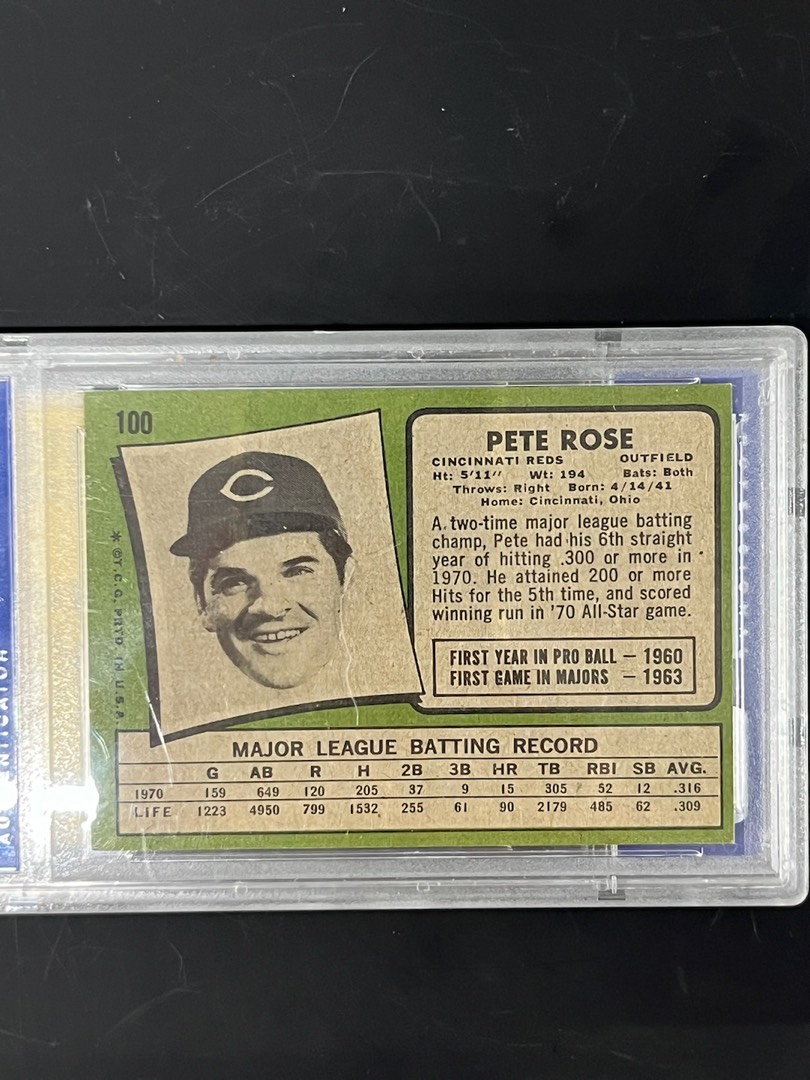 100
PETE ROSE
CINCINNATI REDS OUTFIELD
Ht: 5'11" Wt: 194 Bats: Both
Throws: Right Born: 4/14/41
Home: Cincinnati, Ohio
A two-time major league batting
champ, Pete had his 6th straight
year of hitting .300 or more in
1970. He attained 200 or more
Hits for the 5th time, and scored
winning run in '70 All-Star game.
FIRST YEAR IN PRO BALL — 1960
FIRST GAME IN MAJORS — 1963
* ©T.C.G. PRTD. IN U.S.A.
MAJOR LEAGUE BATTING RECORD
G AB R H 2B 3B HR TB RBI SB AVG.
1970 159 649 120 205 37 9 15 305 52 12 .316
LIFE 1223 4950 799 1532 255 61 90 2179 485 62 .309